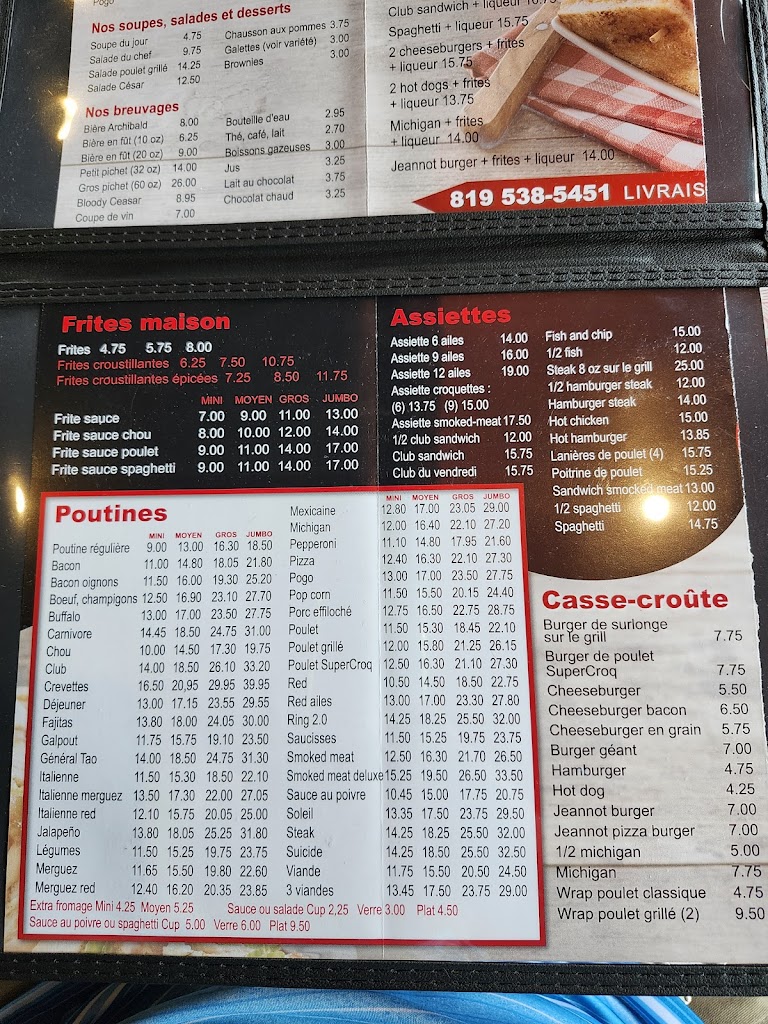 Pogo
Nos soupes, salades et desserts
Soupe du jour 4.75
Salade du chef 9.75
Salade poulet grillé 14.25
Salade César 12.50
Chausson aux pommes 3.75
Galettes (voir variété) 3.00
Brownies 3.00
Nos breuvages
Bière Archibald 8.00
Bière en fût (10 oz) 6.25
Bière en fût (20 oz) 9.00
Petit pichet (32 oz) 14.00
Gros pichet (60 oz) 26.00
Bloody Ceasar 8.95
Coupe de vin 7.00
Bouteille d'eau 2.95
Thé, café, lait 2.70
Boissons gazeuses 3.00
Jus 3.25
Lait au chocolat 3.75
Chocolat chaud 3.25
Club sandwich + liqueur
Spaghetti + liqueur 15.75
2 cheeseburgers + frites
+ liqueur 15.75
2 hot dogs + frites
+ liqueur 13.75
Michigan + frites
+ liqueur 14.00
Jeannot burger + frites + liqueur 14.00
819 538-5451 LIVRAIS
Frites maison
Frites 4.75 5.75 8.00
Frites croustillantes 6.25 7.50 10.75
Frites croustillantes épicées 7.25 8.50 11.75
MINI MOYEN GROS JUMBO
Frite sauce 7.00 9.00 11.00 13.00
Frite sauce chou 8.00 10.00 12.00 14.00
Frite sauce poulet 9.00 11.00 14.00 17.00
Frite sauce spaghetti 9.00 11.00 14.00 17.00
Assiettes
Assiette 6 ailes 14.00
Assiette 9 ailes 16.00
Assiette 12 ailes 19.00
Assiette croquettes :
(6) 13.75 (9) 15.00
Assiette smoked-meat 17.50
1/2 club sandwich 12.00
Club sandwich 15.75
Club du vendredi 15.75
Fish and chip 15.00
1/2 fish 12.00
Steak 8 oz sur le grill 25.00
1/2 hamburger steak 12.00
Hamburger steak 14.00
Hot chicken 15.00
Hot hamburger 13.85
Lanières de poulet (4) 15.75
Poitrine de poulet 15.25
Sandwich smocked meat 13.00
1/2 spaghetti 12.00
Spaghetti 14.75
Poutines
MINI MOYEN GROS JUMBO
Poutine régulière 9.00 13.00 16.30 18.50
Bacon 11.00 14.80 18.05 21.80
Bacon oignons 11.50 16.00 19.30 25.20
Boeuf, champigons 12.50 16.90 23.10 27.70
Buffalo 13.00 17.00 23.50 27.75
Carnivore 14.45 18.50 24.75 31.00
Chou 10.00 14.50 17.30 19.75
Club 14.00 18.50 26.10 33.20
Crevettes 16.50 20,95 29.95 39.95
Déjeuner 13.00 17.15 23.55 29.55
Fajitas 13.80 18.00 24.05 30.00
Galpout 11.75 15.75 19.10 23.50
Général Tao 14.00 18.50 24.75 31.30
Italienne 11.50 15.30 18.50 22.10
Italienne merguez 13.50 17.30 22.00 27.05
Italienne red 12.10 15.75 20.05 25.00
Jalapeño 13.80 18.05 25.25 31.80
Légumes 11.50 15.25 19.75 23.75
Merguez 11.65 15.50 19.80 22.60
Merguez red 12.40 16.20 20.35 23.85
MINI MOYEN GROS JUMBO
Mexicaine 12.80 17.00 23.05 29.00
Michigan 12.00 16.40 22.10 27.20
Pepperoni 11.10 14.80 17.95 21.60
Pizza 12.40 16.30 22.10 27.30
Pogo 13.00 17.00 23.50 27.75
Pop corn 11.50 15.50 20.15 24.40
Porc effiloché 12.75 16.50 22.75 28.75
Poulet 11.50 15.30 18.45 22.10
Poulet grillé 12.00 15.80 21.25 26.15
Poulet SuperCroq 12.50 16.30 21.10 27.30
Red 10.50 14.50 18.50 22.75
Red ailes 13.00 17.00 23.30 27.80
Ring 2.0 14.25 18.25 25.50 32.00
Saucisses 11.50 15.25 19.75 23.75
Smoked meat 12.50 16.30 21.70 26.50
Smoked meat deluxe 15.25 19.50 26.50 33.50
Sauce au poivre 10.45 15.00 17.75 20.75
Soleil 13.35 17.50 23.75 29.50
Steak 14.25 18.25 25.50 32.00
Suicide 14.25 18.50 25.50 32.50
Viande 11.75 15.50 20.50 24.50
3 viandes 13.45 17.50 23.75 29.00
Extra fromage Mini 4.25 Moyen 5.25 Sauce ou salade Cup 2,25 Verre 3.00 Plat 4.50
Sauce au poivre ou spaghetti Cup 5.00 Verre 6.00 Plat 9.50
Casse-croûte
Burger de surlonge
sur le grill 7.75
Burger de poulet
SuperCroq 7.75
Cheeseburger 5.50
Cheeseburger bacon 6.50
Cheeseburger en grain 5.75
Burger géant 7.00
Hamburger 4.75
Hot dog 4.25
Jeannot burger 7.00
Jeannot pizza burger 7.00
1/2 michigan 5.00
Michigan 7.75
Wrap poulet classique 4.75
Wrap poulet grillé (2) 9.50